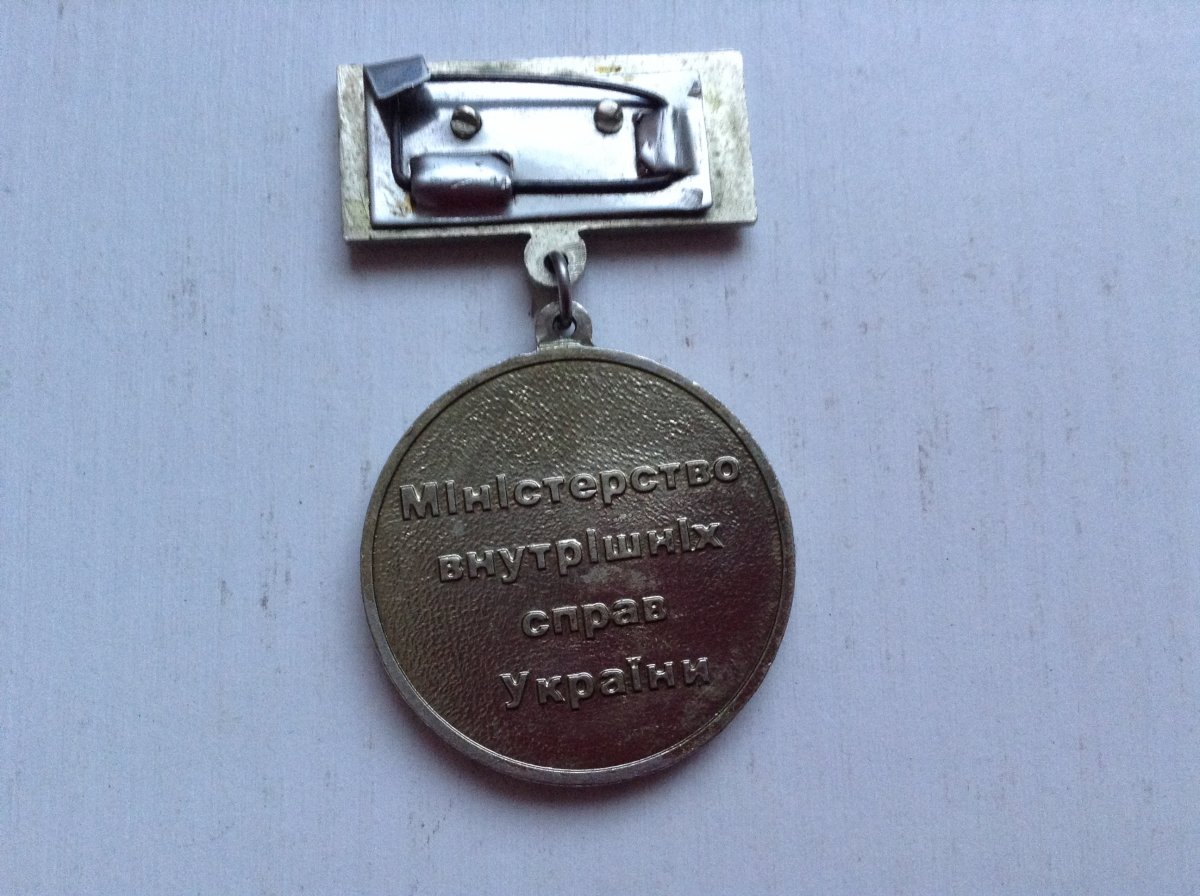 Міністерство
внутрішніх
справ
України